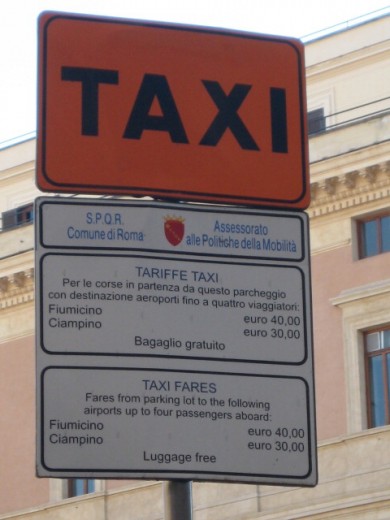 TAXI
S.P.Q.R.
Comune di Roma
Assessorato
alle Politiche della Mobilità
TARIFFE TAXI
Per le corse in partenza da questo parcheggio
con destinazione aeroporti fino a quattro viaggiatori:
Fiumicino euro 40,00
Ciampino euro 30,00
Bagaglio gratuito
TAXI FARES
Fares from parking lot to the following
airports up to four passengers aboard:
Fiumicino euro 40,00
Ciampino euro 30,00
Luggage free